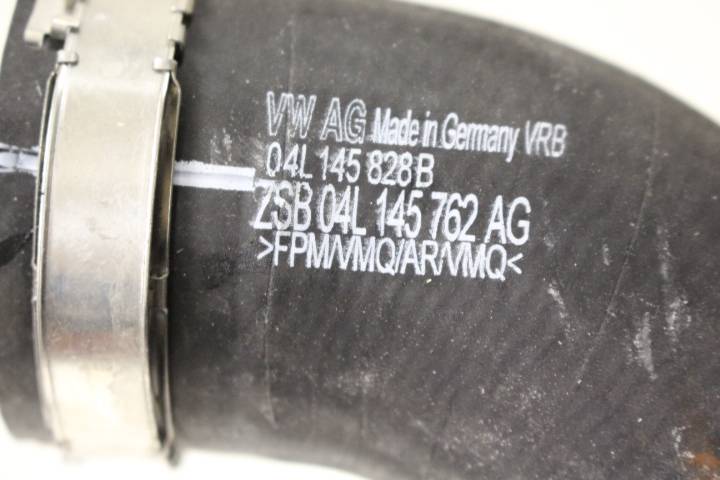 VW AG Made in Germany VRB
04L 145 828 B
ZSB 04L 145 762 AG
>FPM/VMQ/AR/VMQ<